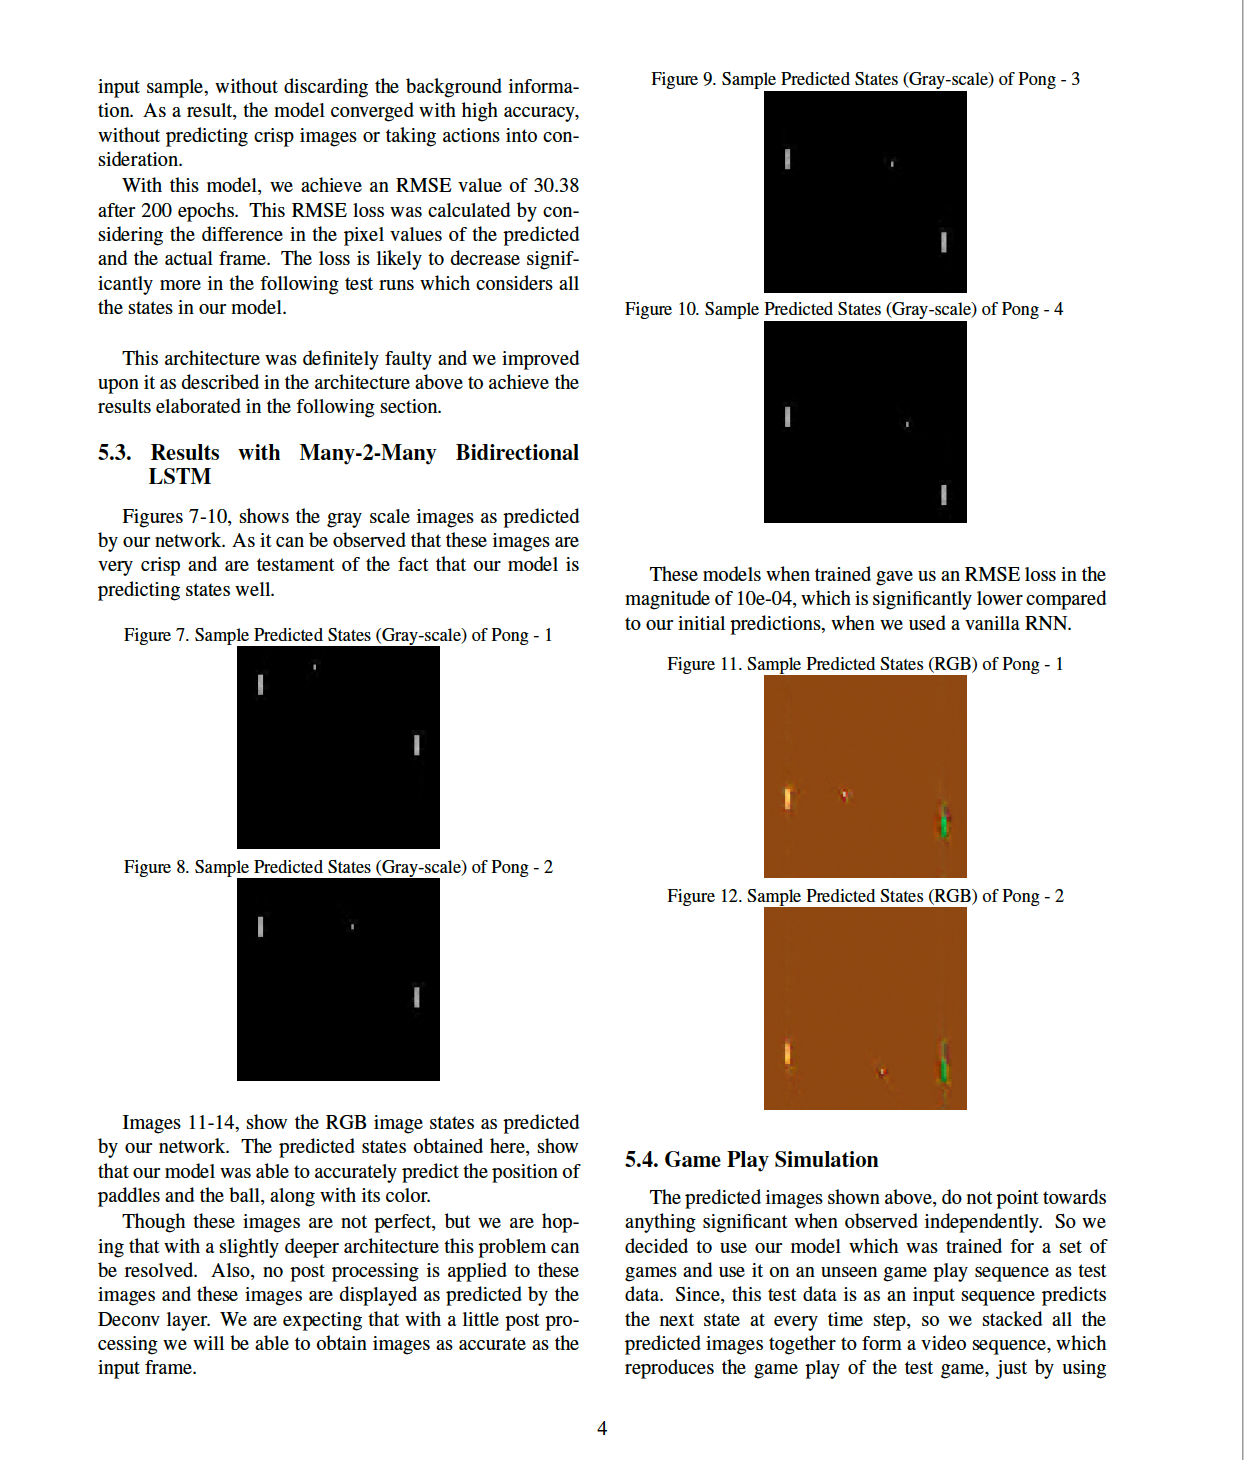 input sample, without discarding the background informa-
tion. As a result, the model converged with high accuracy,
without predicting crisp images or taking actions into con-
sideration.
With this model, we achieve an RMSE value of 30.38
after 200 epochs. This RMSE loss was calculated by con-
sidering the difference in the pixel values of the predicted
and the actual frame. The loss is likely to decrease signif-
icantly more in the following test runs which considers all
the states in our model.
This architecture was definitely faulty and we improved
upon it as described in the architecture above to achieve the
results elaborated in the following section.
5.3. Results with Many-2-Many Bidirectional
LSTM
Figures 7-10, shows the gray scale images as predicted
by our network. As it can be observed that these images are
very crisp and are testament of the fact that our model is
predicting states well.
Figure 7. Sample Predicted States (Gray-scale) of Pong - 1
Figure 8. Sample Predicted States (Gray-scale) of Pong - 2
Images 11-14, show the RGB image states as predicted
by our network. The predicted states obtained here, show
that our model was able to accurately predict the position of
paddles and the ball, along with its color.
Though these images are not perfect, but we are hop-
ing that with a slightly deeper architecture this problem can
be resolved. Also, no post processing is applied to these
images and these images are displayed as predicted by the
Deconv layer. We are expecting that with a little post pro-
cessing we will be able to obtain images as accurate as the
input frame.
Figure 9. Sample Predicted States (Gray-scale) of Pong - 3
Figure 10. Sample Predicted States (Gray-scale) of Pong - 4
These models when trained gave us an RMSE loss in the
magnitude of 10e-04, which is significantly lower compared
to our initial predictions, when we used a vanilla RNN.
Figure 11. Sample Predicted States (RGB) of Pong - 1
Figure 12. Sample Predicted States (RGB) of Pong - 2
5.4. Game Play Simulation
The predicted images shown above, do not point towards
anything significant when observed independently. So we
decided to use our model which was trained for a set of
games and use it on an unseen game play sequence as test
data. Since, this test data is as an input sequence predicts
the next state at every time step, so we stacked all the
predicted images together to form a video sequence, which
reproduces the game play of the test game, just by using
4